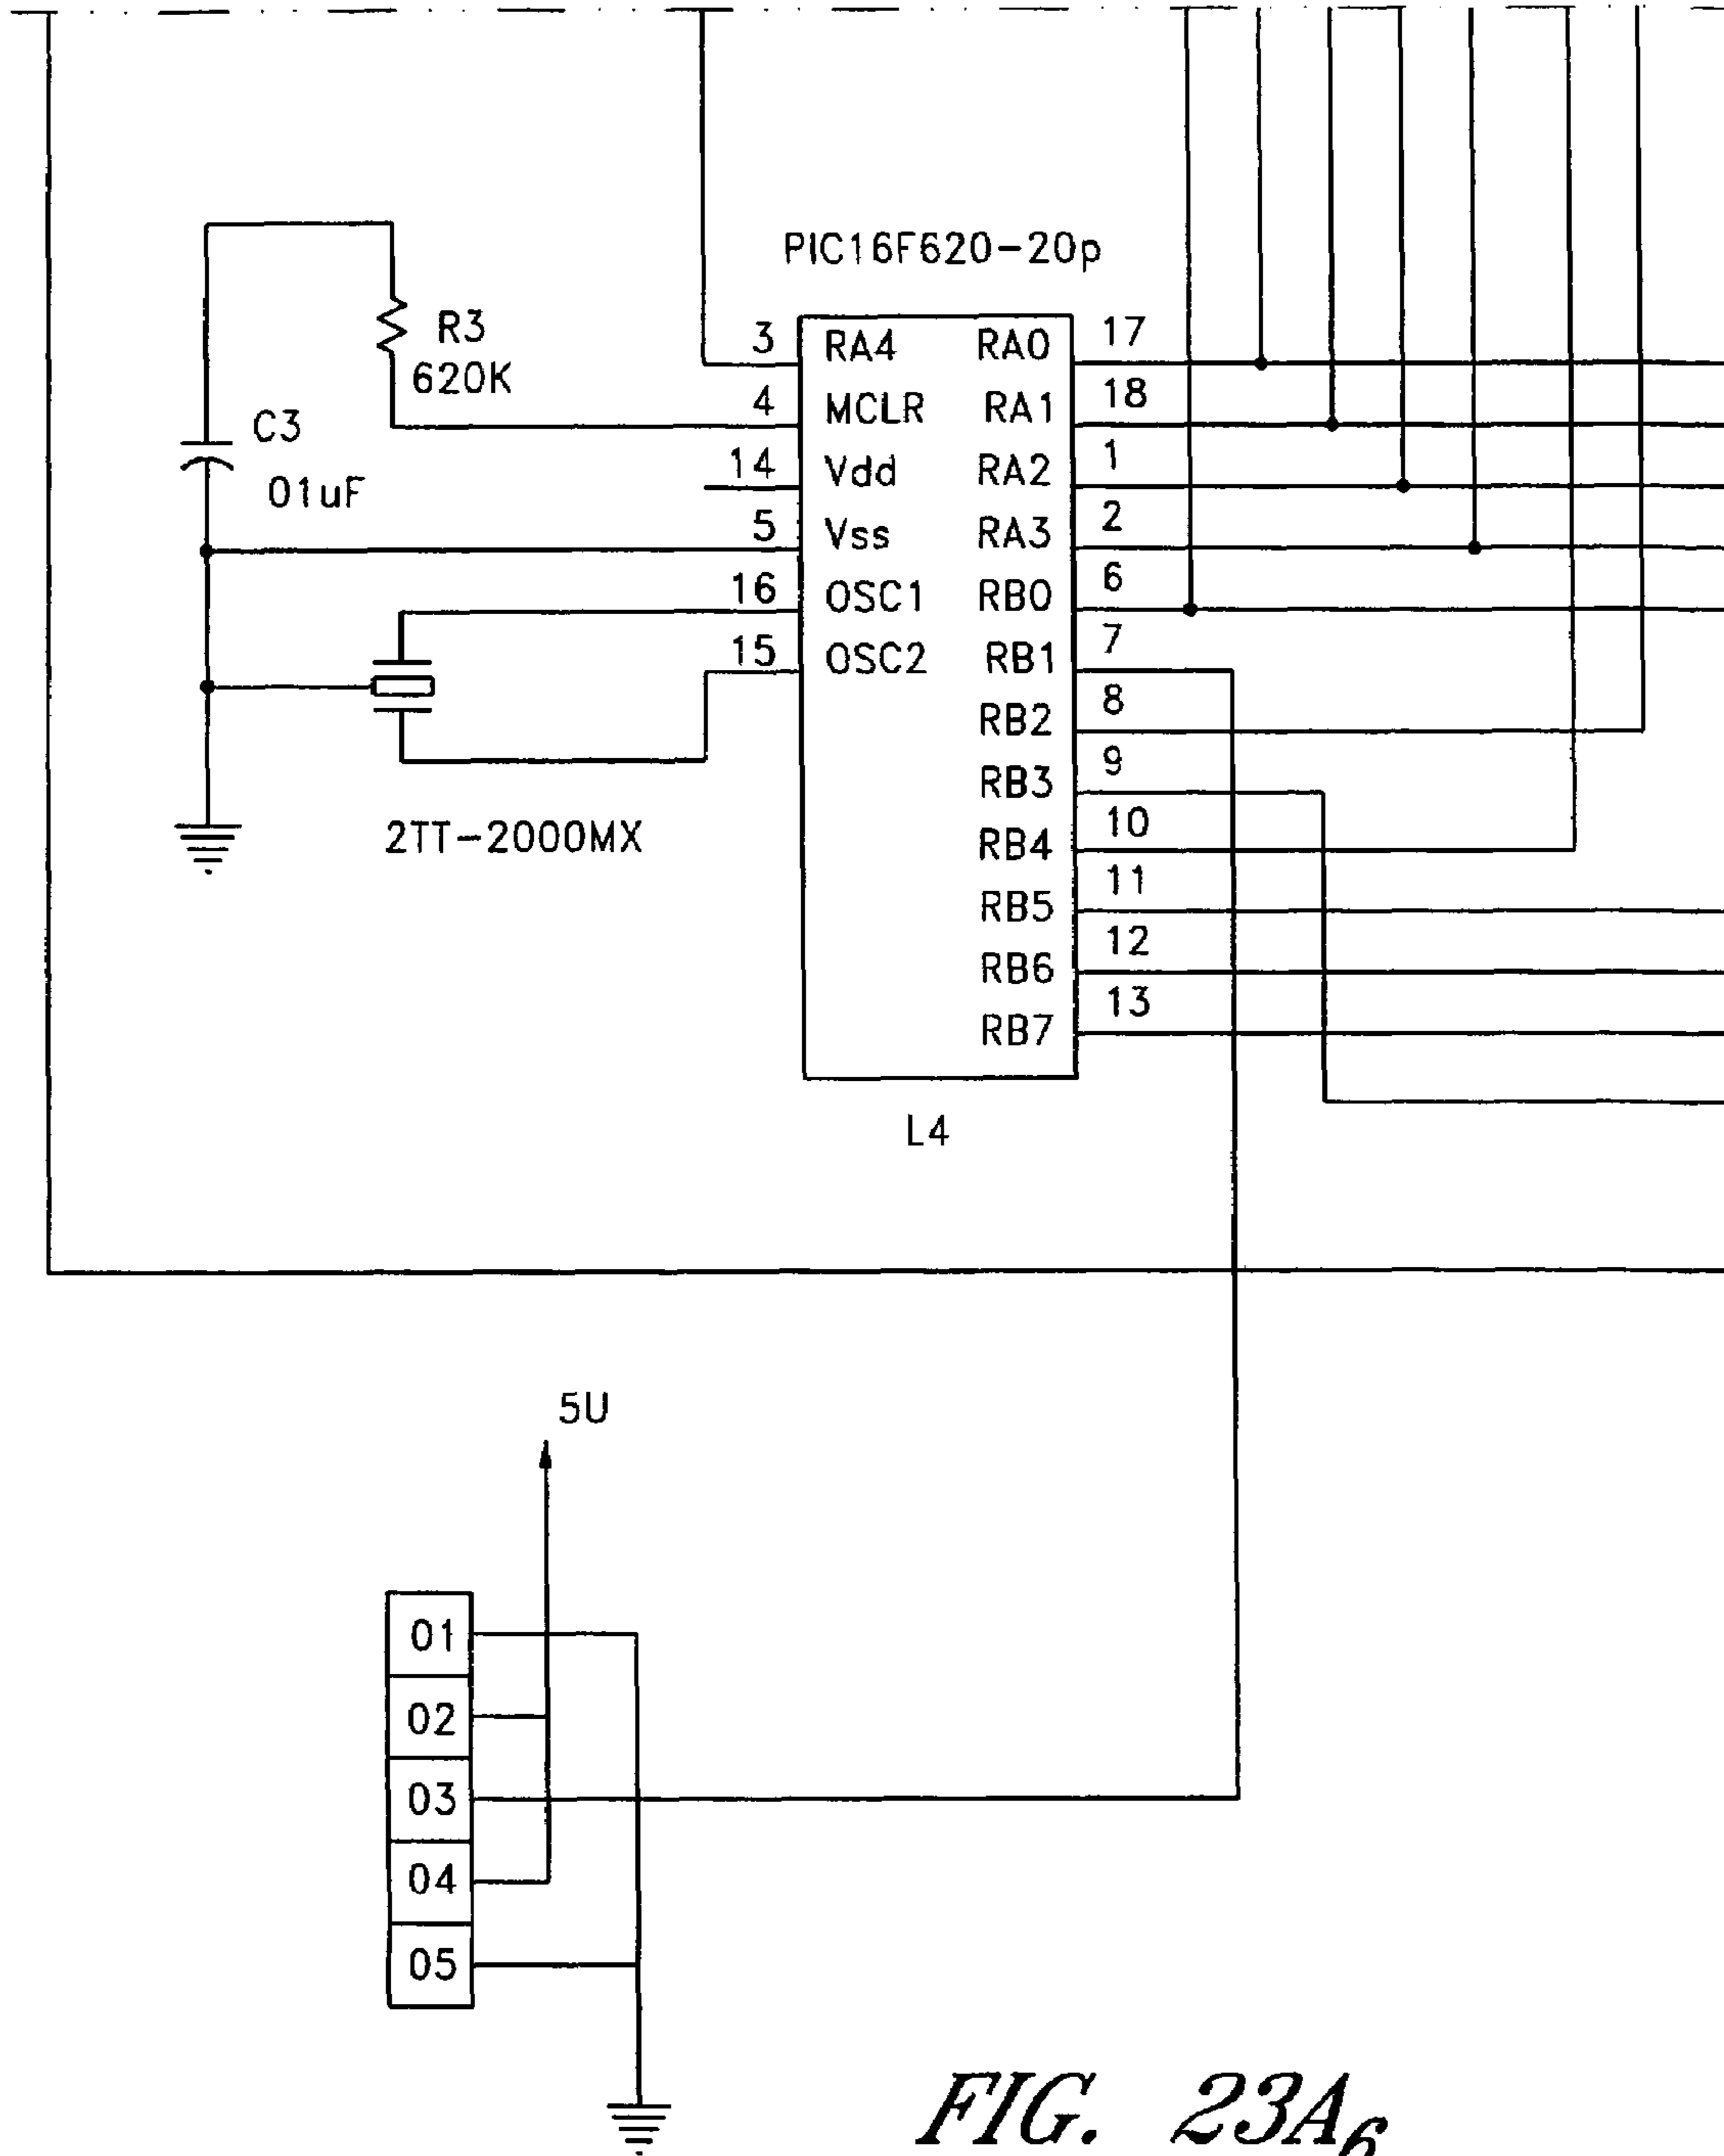 PIC16F620-20p
R3
620K
C3
01uF
3 RA4 RA0 17
4 MCLR RA1 18
14 Vdd RA2 1
5 Vss RA3 2
16 OSC1 RB0 6
15 OSC2 RB1 7
RB2 8
RB3 9
RB4 10
RB5 11
RB6 12
RB7 13
2TT-2000MX
L4
5U
01
02
03
04
05
FIG. 23A6